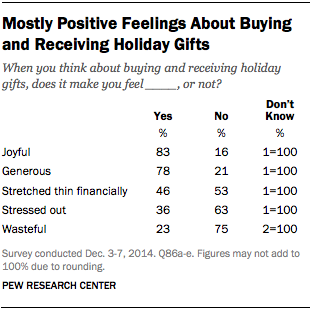 Mostly Positive Feelings About Buying
and Receiving Holiday Gifts
When you think about buying and receiving holiday
gifts, does it make you feel_____, or not?
Yes No Don't
Know
% % %
Joyful 83 16 1=100
Generous 78 21 1=100
Stretched thin financially 46 53 1=100
Stressed out 36 63 1=100
Wasteful 23 75 2=100
Survey conducted Dec. 3-7, 2014. Q86a-e. Figures may not add to
100% due to rounding.
PEW RESEARCH CENTER